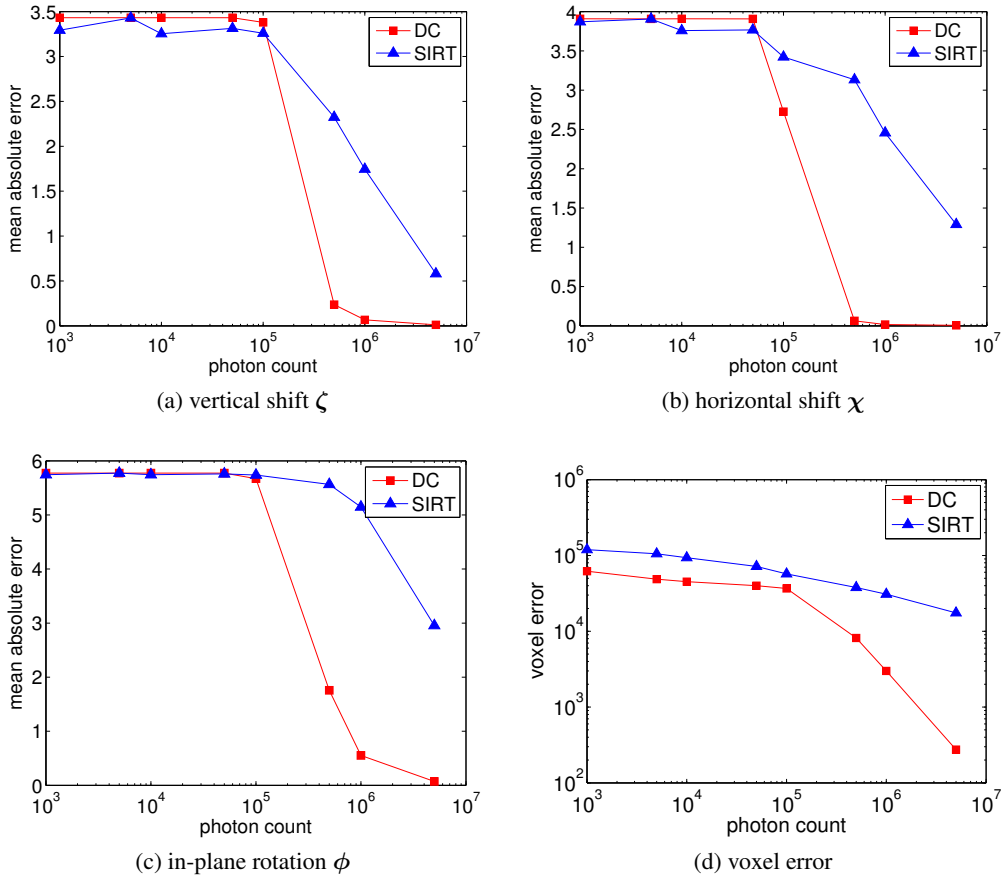 3.5
3
2.5
2
1.5
1
0.5
0
mean absolute error
10^3
10^4
10^5
10^6
10^7
photon count
DC
SIRT
(a) vertical shift ζ
4
3.5
3
2.5
2
1.5
1
0.5
0
mean absolute error
10^3
10^4
10^5
10^6
10^7
photon count
DC
SIRT
(b) horizontal shift χ
6
5
4
3
2
1
0
mean absolute error
10^3
10^4
10^5
10^6
10^7
photon count
DC
SIRT
(c) in-plane rotation ϕ
10^6
10^5
10^4
10^3
10^2
voxel error
10^3
10^4
10^5
10^6
10^7
photon count
DC
SIRT
(d) voxel error